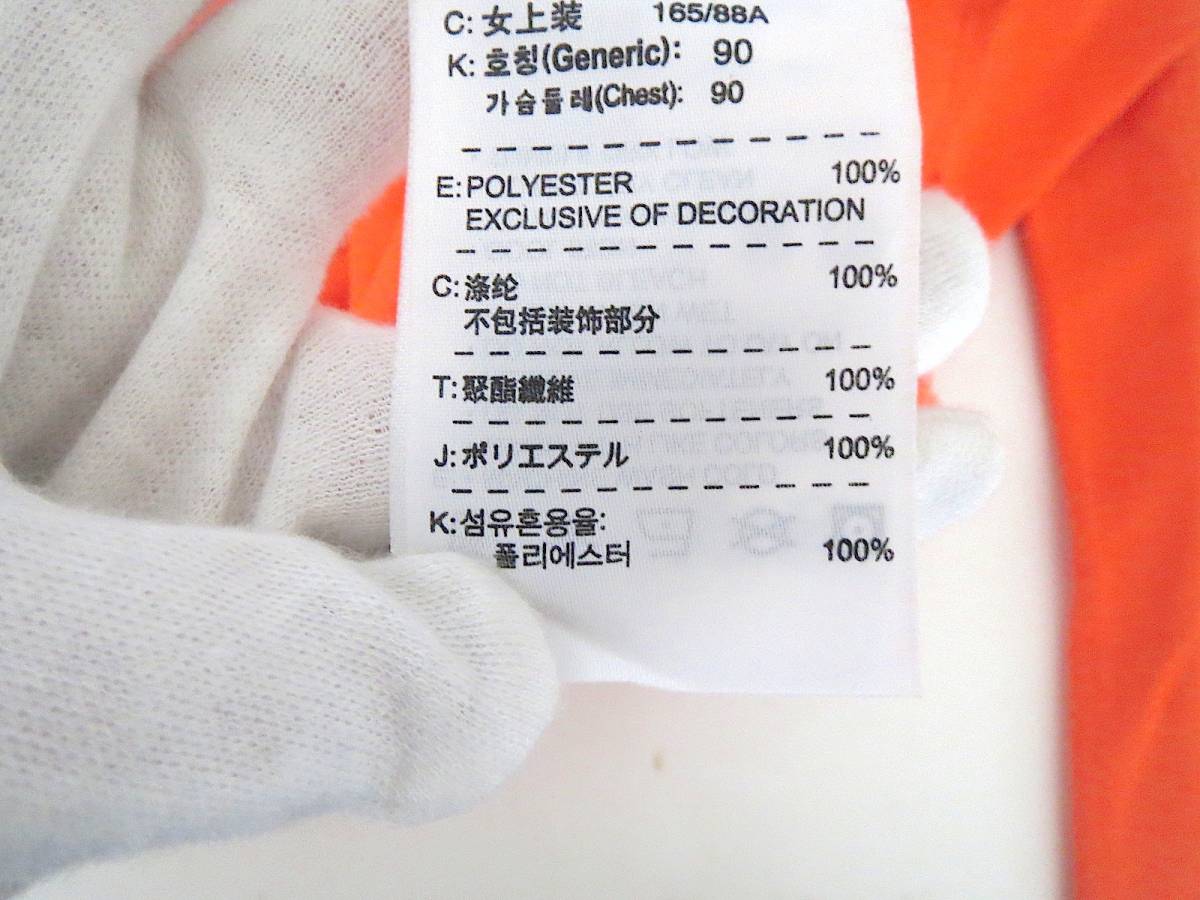 C: 女上装 165/88A
K: 호칭(Generic): 90
가슴둘레(Chest): 90
E: POLYESTER 100%
EXCLUSIVE OF DECORATION
C: 涤纶 100%
不包括装饰部分
T: 聚酯纖維 100%
J: ポリエステル 100%
K: 섬유혼용율:
폴리에스터 100%